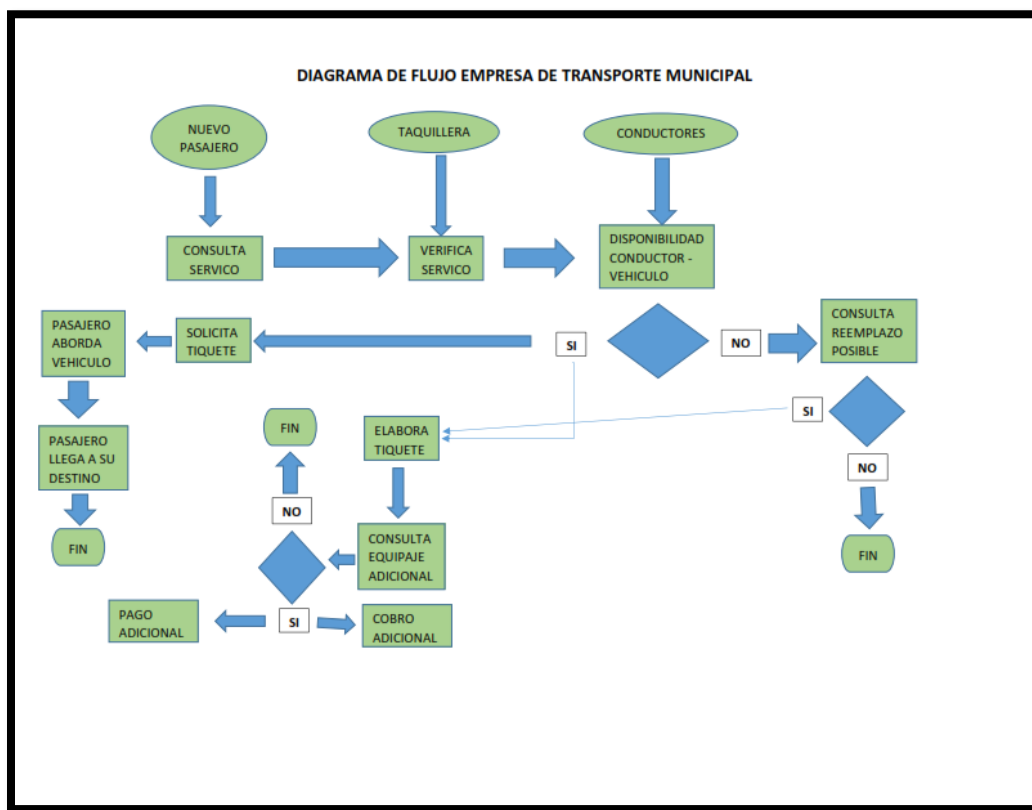 DIAGRAMA DE FLUJO EMPRESA DE TRANSPORTE MUNICIPAL
NUEVO
PASAJERO
TAQUILLERA
CONDUCTORES
CONSULTA
SERVICO
VERIFICA
SERVICO
DISPONIBILIDAD
CONDUCTOR -
VEHICULO
PASAJERO
ABORDA
VEHICULO
SOLICITA
TIQUETE
SI
NO
CONSULTA
REEMPLAZO
POSIBLE
SI
PASAJERO
LLEGA A SU
DESTINO
FIN
ELABORA
TIQUETE
NO
NO
FIN
CONSULTA
EQUIPAJE
ADICIONAL
FIN
PAGO
ADICIONAL
SI
COBRO
ADICIONAL